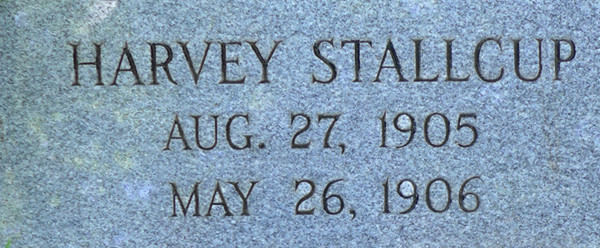 HARVEY STALLCUP
AUG. 27, 1905
MAY 26, 1906